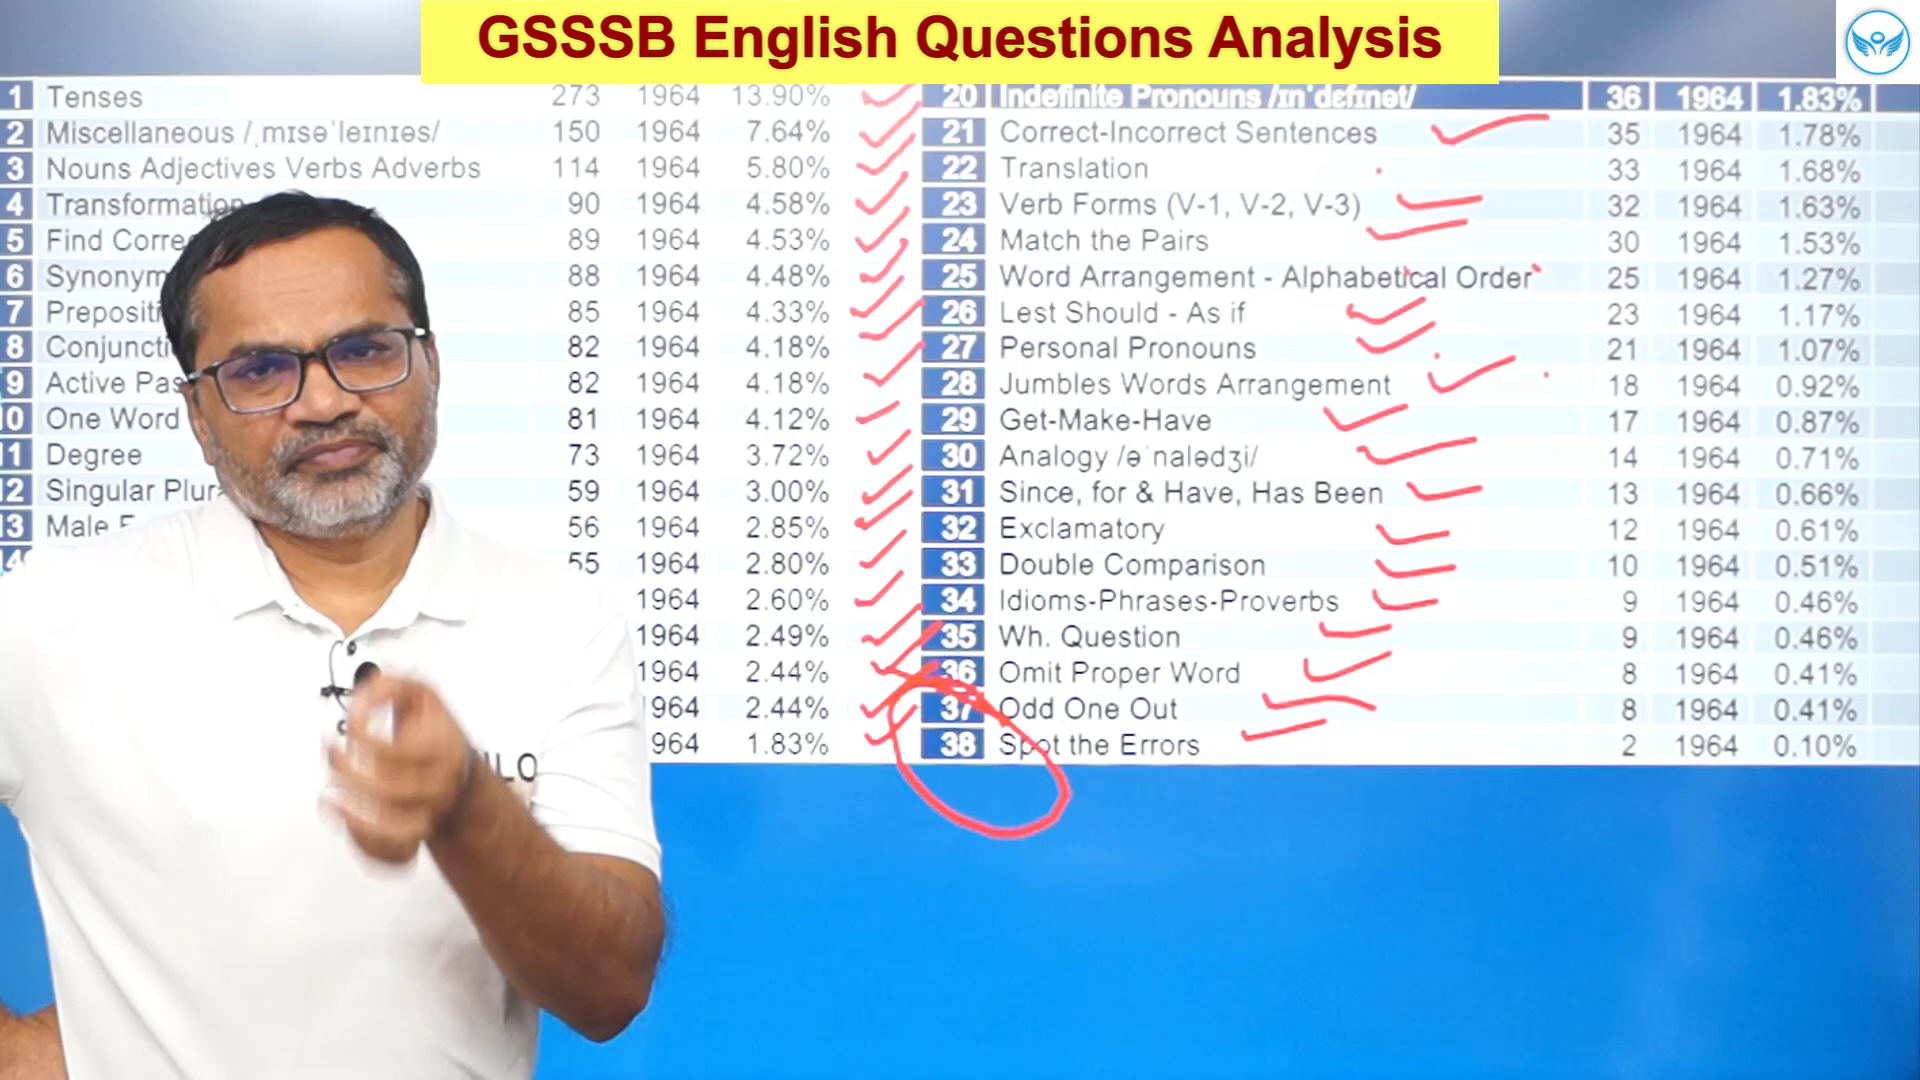 GSSSB English Questions Analysis
1 Tenses 273 1964 13.90%
2 Miscellaneous /ˌmɪsəˈleɪnɪəs/ 150 1964 7.64%
3 Nouns Adjectives Verbs Adverbs 114 1964 5.80%
4 Transformation 90 1964 4.58%
5 Find Corre 89 1964 4.53%
6 Synonym 88 1964 4.48%
7 Prepositi 85 1964 4.33%
8 Conjuncti 82 1964 4.18%
9 Active Pas 82 1964 4.18%
10 One Word 81 1964 4.12%
11 Degree 73 1964 3.72%
12 Singular Plur 59 1964 3.00%
13 Male 56 1964 2.85%
14 55 1964 2.80%
1964 2.60%
1964 2.49%
1964 2.44%
964 2.44%
964 1.83%
20 Indefinite Pronouns /ɪnˈdɛfɪnət/ 36 1964 1.83%
21 Correct-Incorrect Sentences 35 1964 1.78%
22 Translation 33 1964 1.68%
23 Verb Forms (V-1, V-2, V-3) 32 1964 1.63%
24 Match the Pairs 30 1964 1.53%
25 Word Arrangement - Alphabetical Order 25 1964 1.27%
26 Lest Should - As if 23 1964 1.17%
27 Personal Pronouns 21 1964 1.07%
28 Jumbles Words Arrangement 18 1964 0.92%
29 Get-Make-Have 17 1964 0.87%
30 Analogy /əˈnalədʒi/ 14 1964 0.71%
31 Since, for & Have, Has Been 13 1964 0.66%
32 Exclamatory 12 1964 0.61%
33 Double Comparison 10 1964 0.51%
34 Idioms-Phrases-Proverbs 9 1964 0.46%
35 Wh. Question 9 1964 0.46%
36 Omit Proper Word 8 1964 0.41%
37 Odd One Out 8 1964 0.41%
38 Spot the Errors 2 1964 0.10%